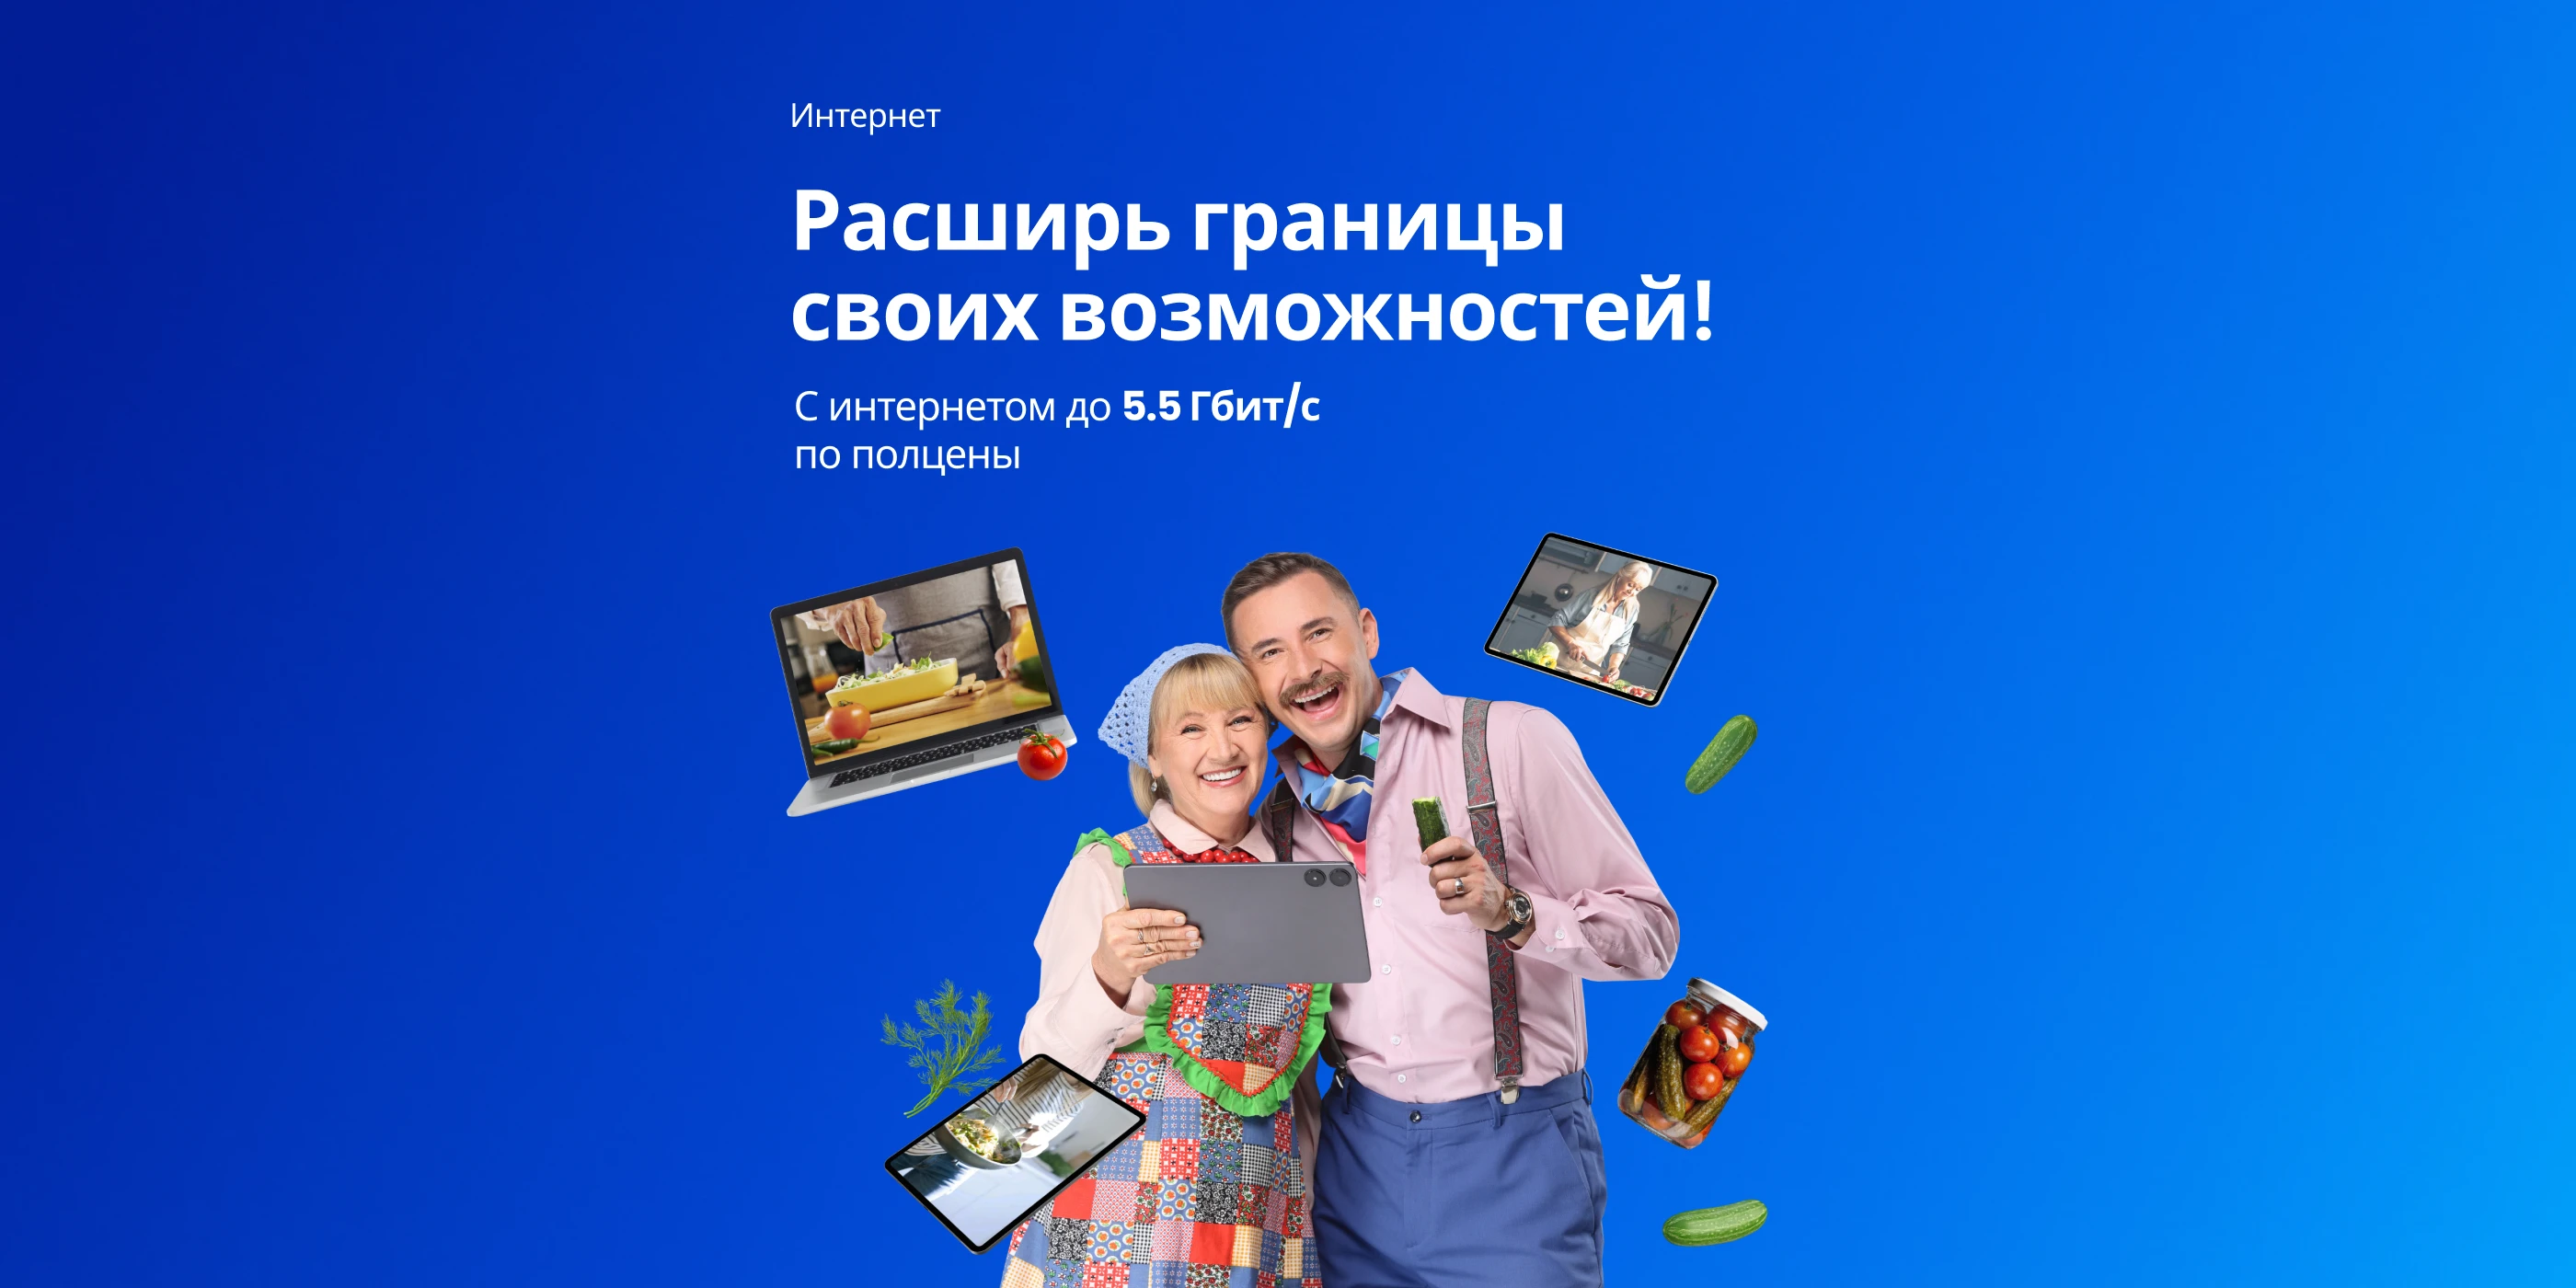 Интернет
Расширь границы
своих возможностей!
С интернетом до 5.5 Гбит/с
по полцены